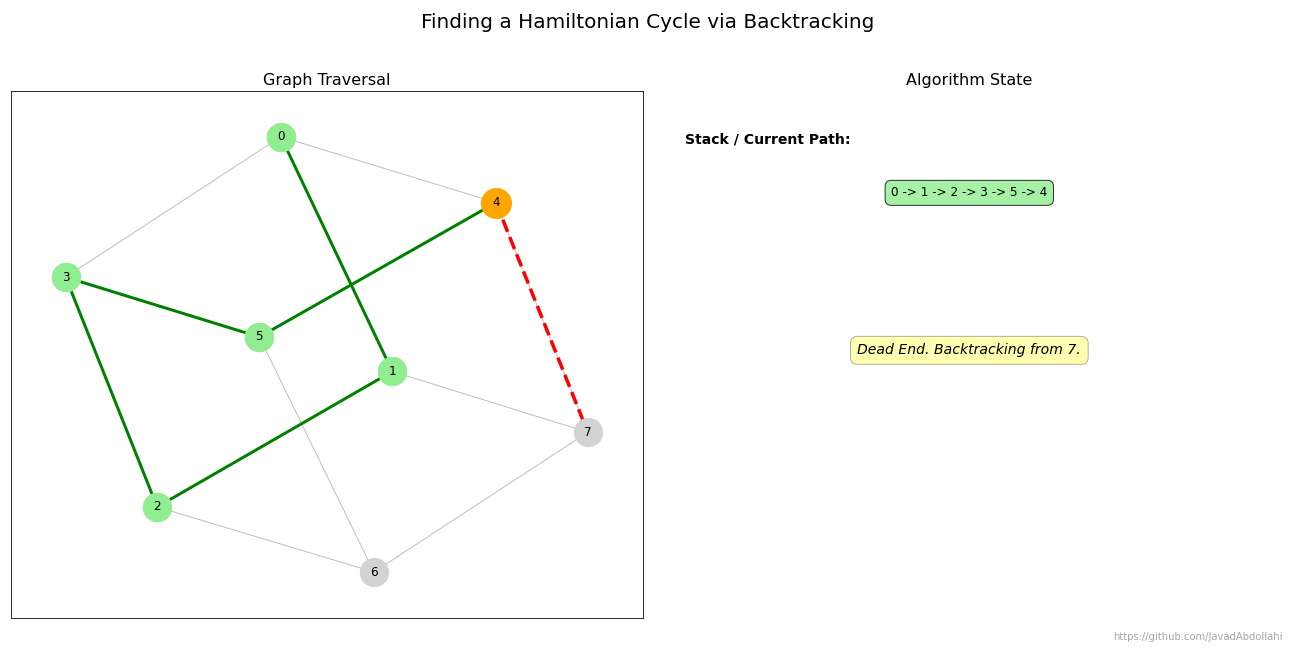 Finding a Hamiltonian Cycle via Backtracking
Graph Traversal
0
4
3
5
1
7
2
6
Algorithm State
Stack / Current Path:
0 -> 1 -> 2 -> 3 -> 5 -> 4
Dead End. Backtracking from 7.
https://github.com/JavadAbdollahi